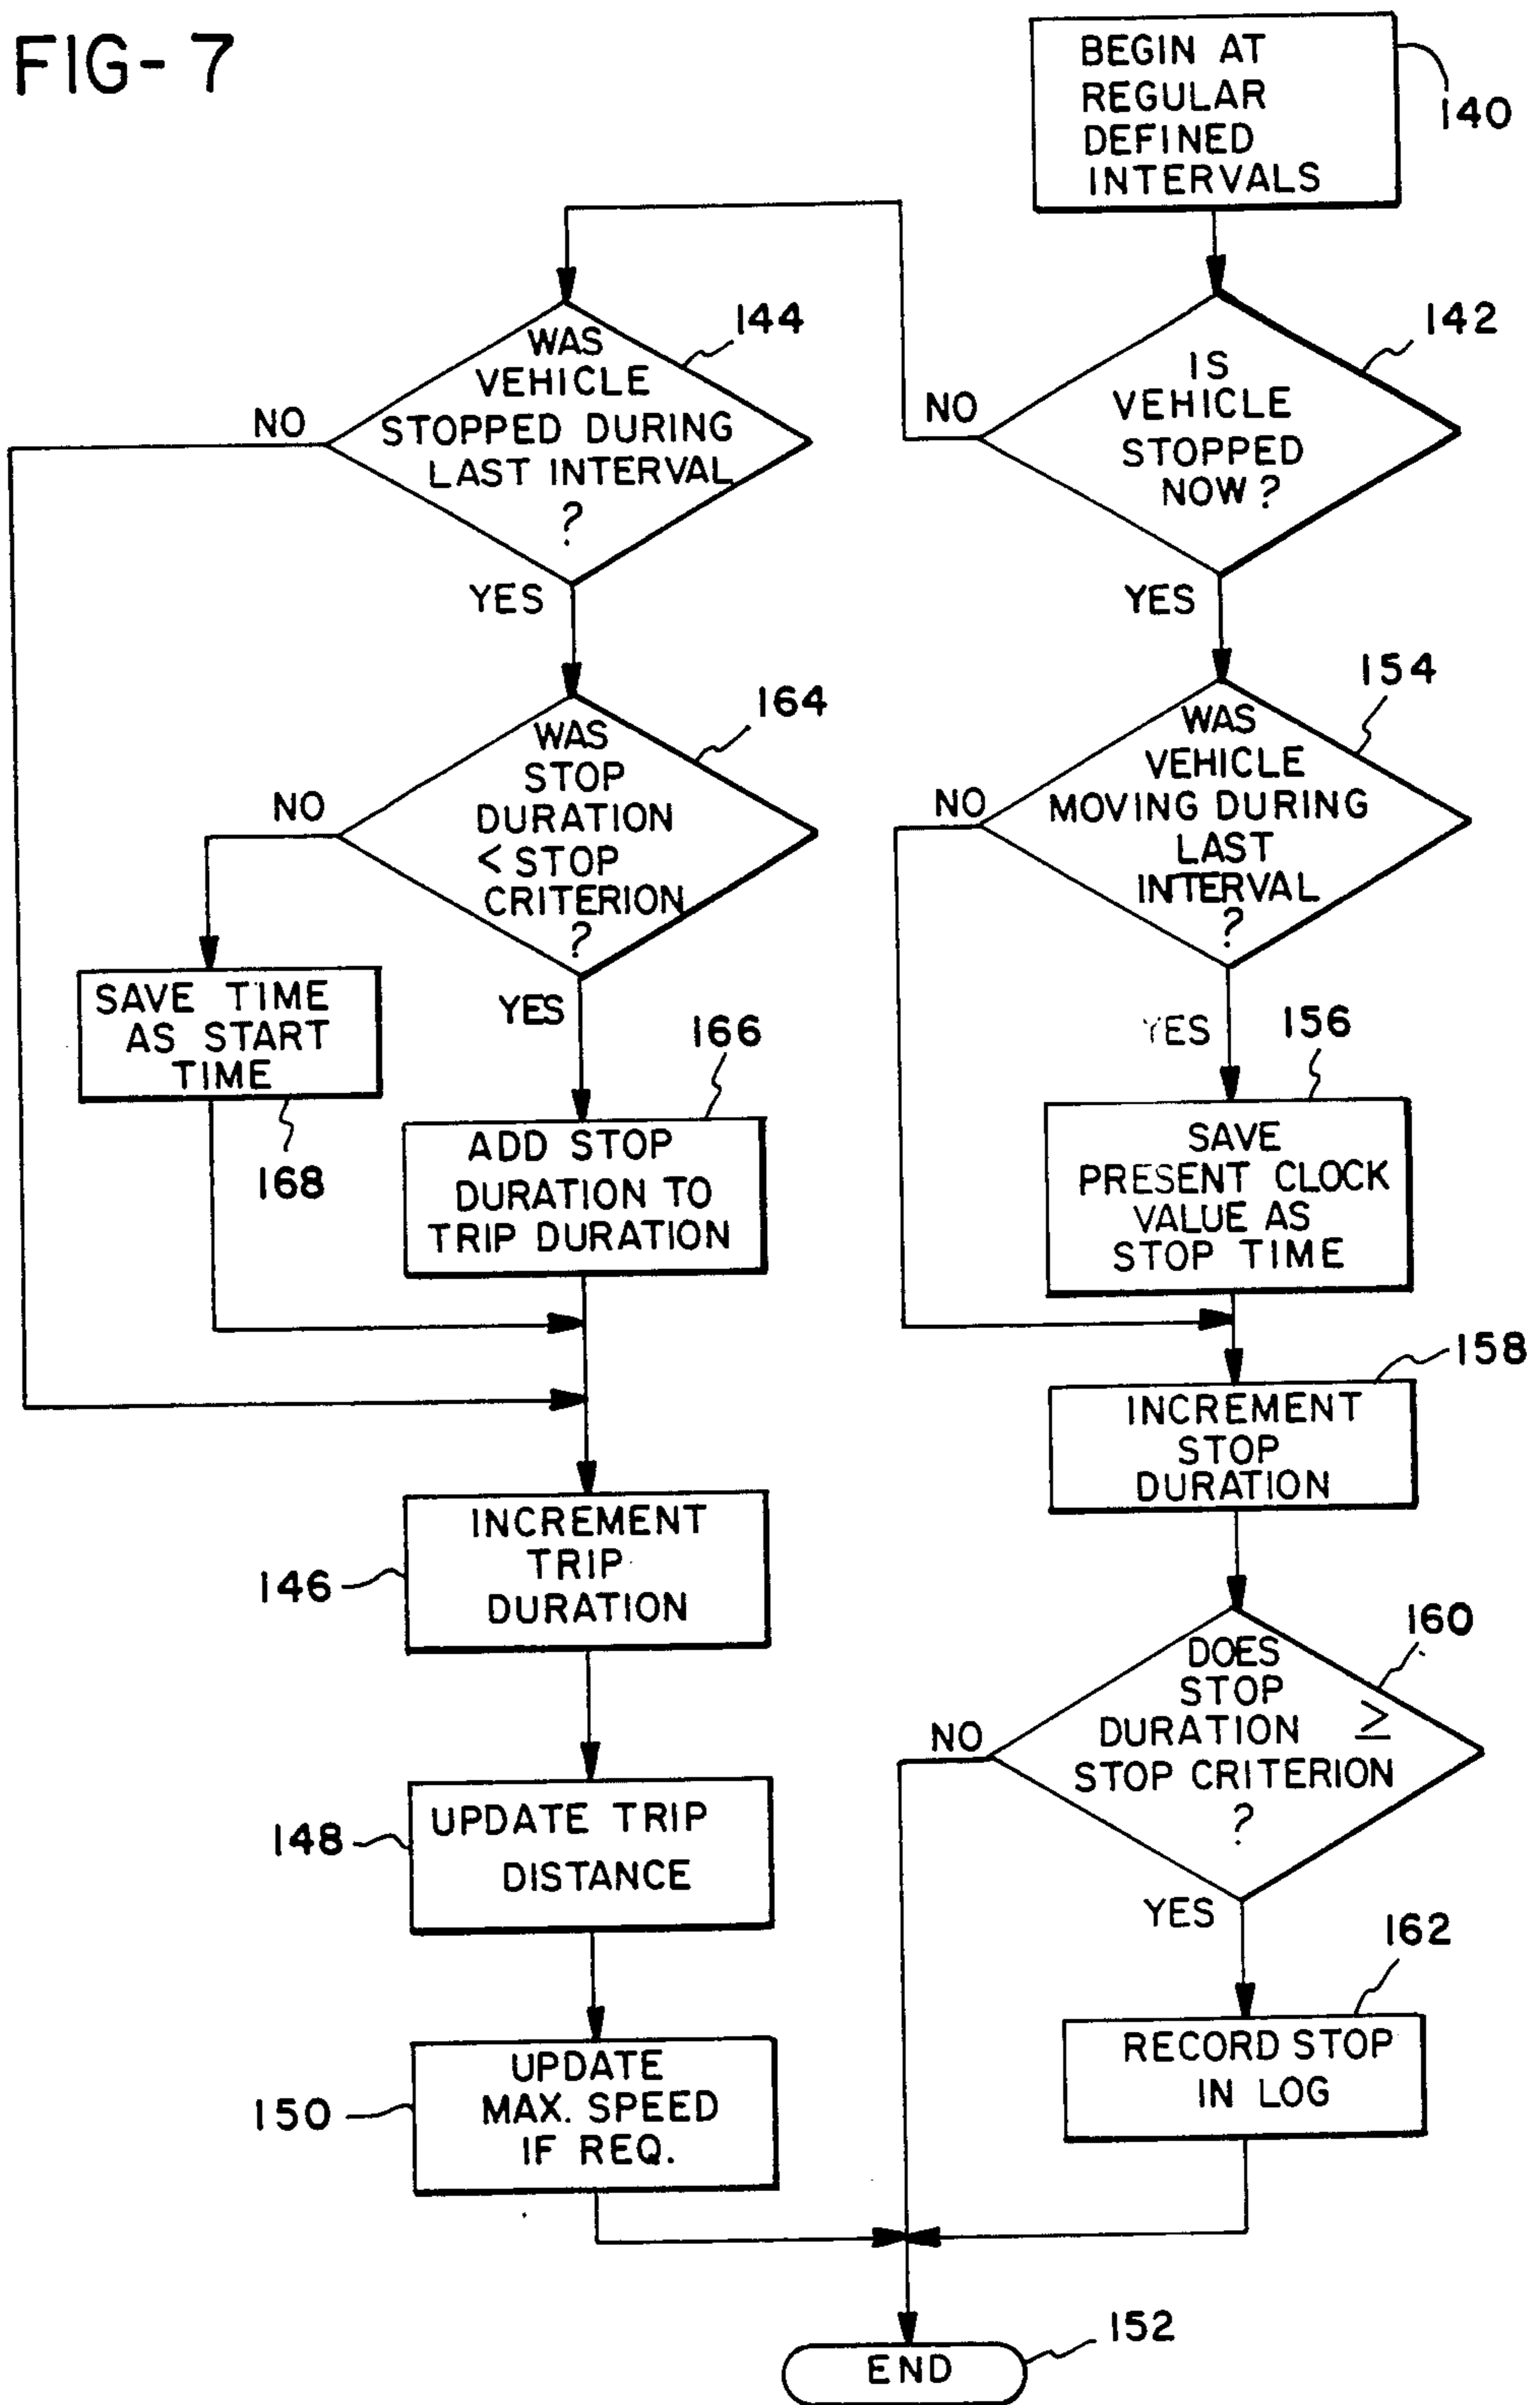 FIG-7
BEGIN AT
REGULAR
DEFINED
INTERVALS
140
IS
VEHICLE
STOPPED
NOW?
142
NO
YES
WAS
VEHICLE
STOPPED DURING
LAST INTERVAL
?
144
NO
YES
WAS
STOP
DURATION
< STOP
CRITERION
?
164
NO
YES
WAS
VEHICLE
MOVING DURING
LAST
INTERVAL
?
154
NO
YES
SAVE TIME
AS START
TIME
168
ADD STOP
DURATION TO
TRIP DURATION
166
SAVE
PRESENT CLOCK
VALUE AS
STOP TIME
156
INCREMENT
STOP
DURATION
158
INCREMENT
TRIP
DURATION
146
DOES
STOP
DURATION ≥
STOP CRITERION
?
160
NO
YES
UPDATE TRIP
DISTANCE
148
RECORD STOP
IN LOG
162
UPDATE
MAX. SPEED
IF REQ.
150
END
152